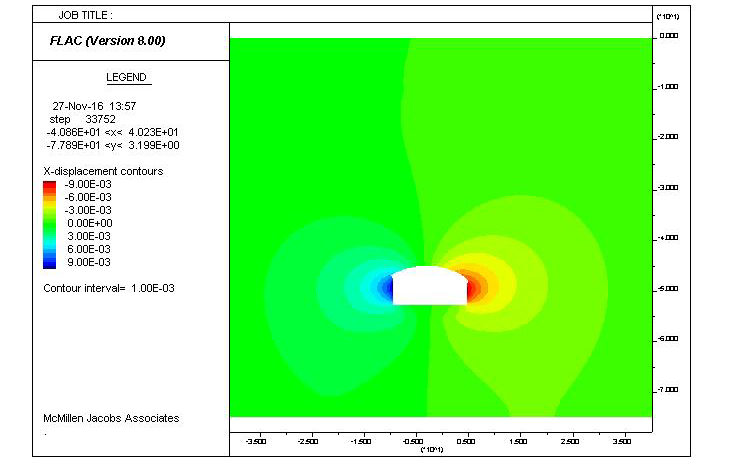 JOB TITLE :
FLAC (Version 8.00)
LEGEND
27-Nov-16 13:57
step 33752
-4.086E+01 <x< 4.023E+01
-7.789E+01 <y< 3.199E+00
X-displacement contours
-9.00E-03
-6.00E-03
-3.00E-03
0.00E+00
3.00E-03
6.00E-03
9.00E-03
Contour interval= 1.00E-03
McMillen Jacobs Associates
(*10^1)
0.000
-1.000
-2.000
-3.000
-4.000
-5.000
-6.000
-7.000
-3.500
-2.500
-1.500
-0.500
0.500
1.500
2.500
3.500
(*10^1)